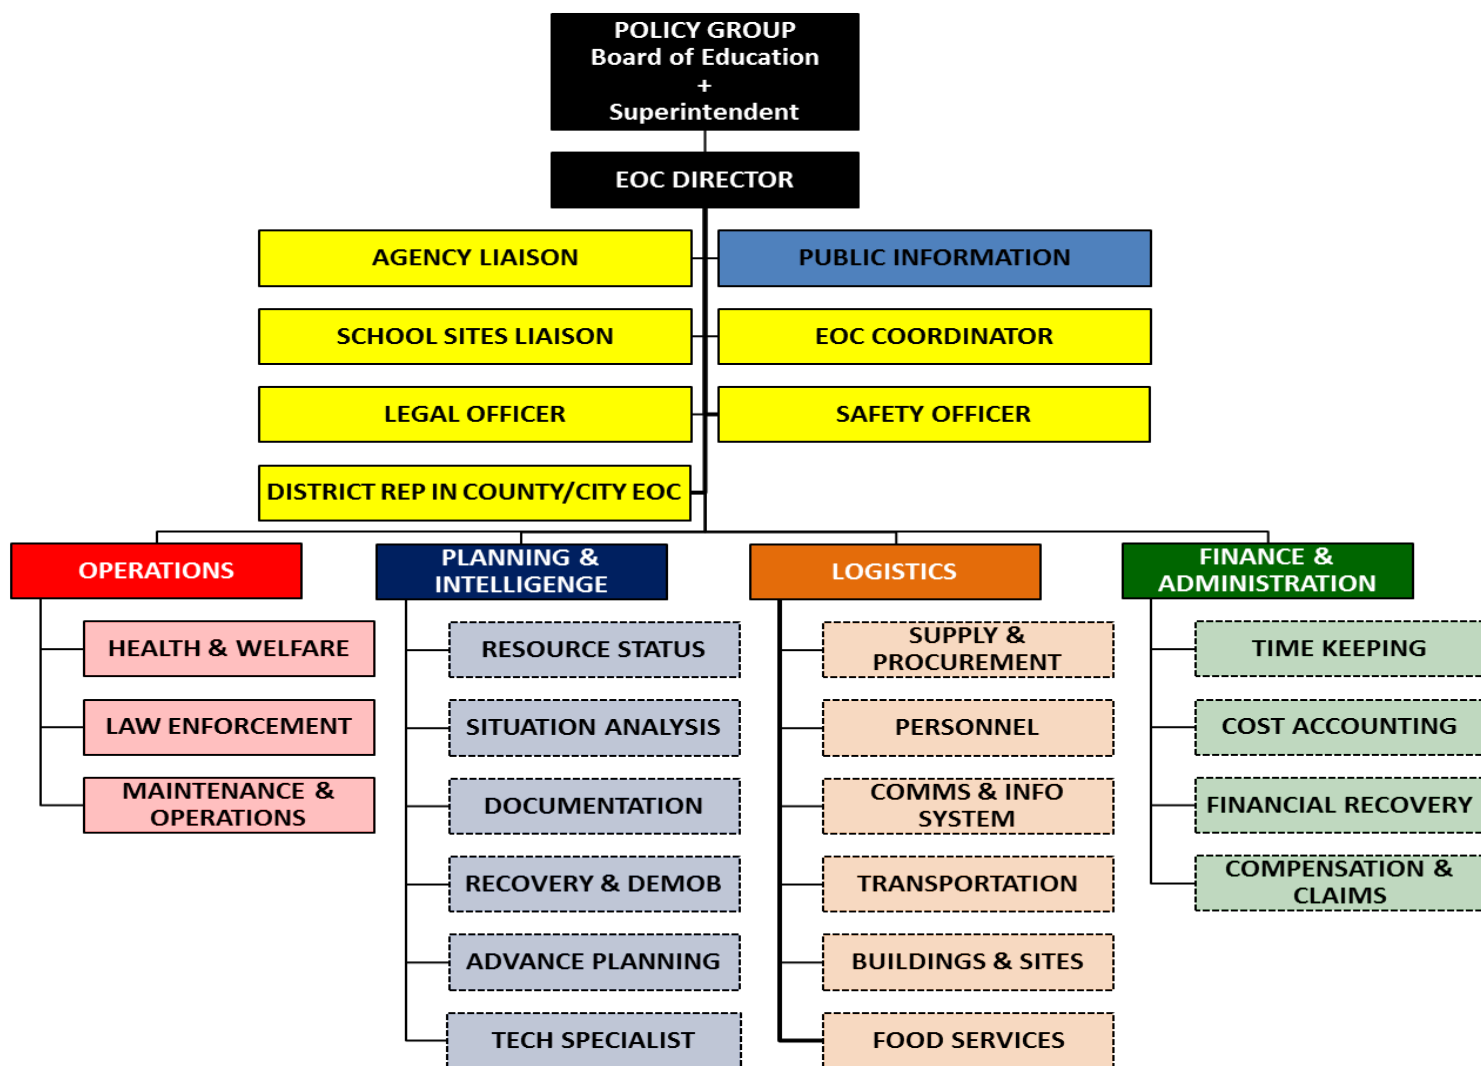 POLICY GROUP
Board of Education
+
Superintendent
EOC DIRECTOR
AGENCY LIAISON
PUBLIC INFORMATION
SCHOOL SITES LIAISON
EOC COORDINATOR
LEGAL OFFICER
SAFETY OFFICER
DISTRICT REP IN COUNTY/CITY EOC
OPERATIONS
HEALTH & WELFARE
LAW ENFORCEMENT
MAINTENANCE &
OPERATIONS
PLANNING &
INTELLIGENGE
RESOURCE STATUS
SITUATION ANALYSIS
DOCUMENTATION
RECOVERY & DEMOB
ADVANCE PLANNING
TECH SPECIALIST
LOGISTICS
SUPPLY &
PROCUREMENT
PERSONNEL
COMMS & INFO
SYSTEM
TRANSPORTATION
BUILDINGS & SITES
FOOD SERVICES
FINANCE &
ADMINISTRATION
TIME KEEPING
COST ACCOUNTING
FINANCIAL RECOVERY
COMPENSATION &
CLAIMS